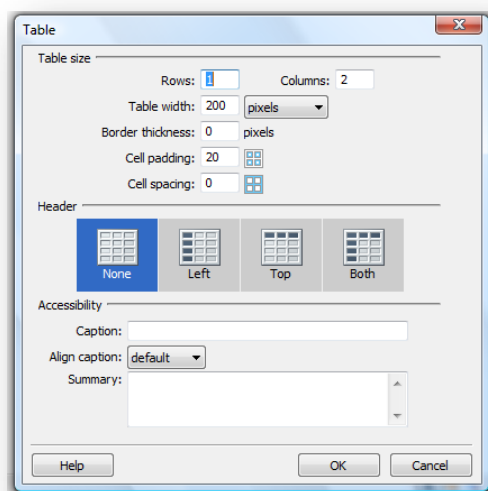 Table
Table size
Rows: 1 Columns: 2
Table width: 200 pixels
Border thickness: 0 pixels
Cell padding: 20
Cell spacing: 0
Header
None Left Top Both
Accessibility
Caption:
Align caption: default
Summary:
Help OK Cancel